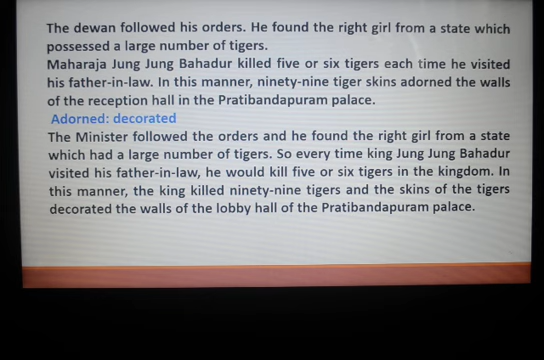 The dewan followed his orders. He found the right girl from a state which
possessed a large number of tigers.
Maharaja Jung Jung Bahadur killed five or six tigers each time he visited
his father-in-law. In this manner, ninety-nine tiger skins adorned the walls
of the reception hall in the Pratibandapuram palace.
Adorned: decorated
The Minister followed the orders and he found the right girl from a state
which had a large number of tigers. So every time king Jung Jung Bahadur
visited his father-in-law, he would kill five or six tigers in the kingdom. In
this manner, the king killed ninety-nine tigers and the skins of the tigers
decorated the walls of the lobby hall of the Pratibandapuram palace.